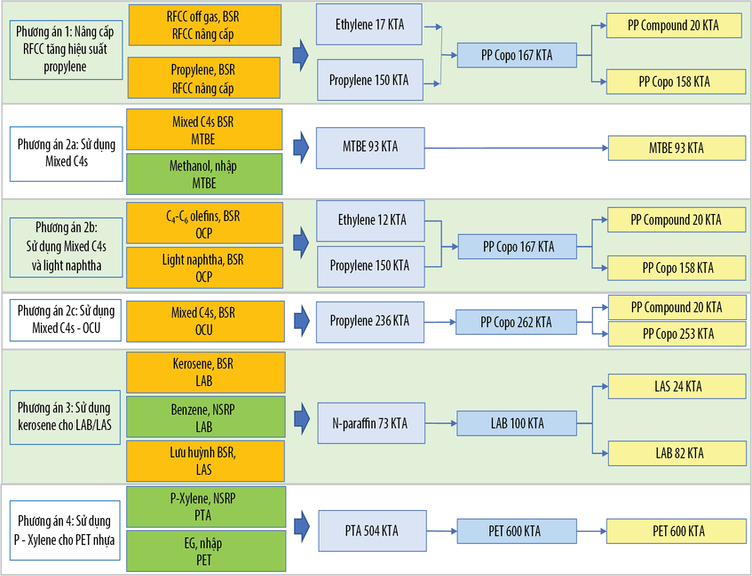 Phương án 1: Nâng cấp
RFCC tăng hiệu suất
propylene
RFCC off gas, BSR
RFCC nâng cấp
Propylene, BSR
RFCC nâng cấp
Ethylene 17 KTA
Propylene 150 KTA
PP Copo 167 KTA
PP Compound 20 KTA
PP Copo 158 KTA
Phương án 2a: Sử dụng
Mixed C4s
Mixed C4s BSR
MTBE
Methanol, nhập
MTBE
MTBE 93 KTA
MTBE 93 KTA
Phương án 2b:
Sử dụng Mixed C4s
và light naphtha
C₄-C₆ olefins, BSR
OCP
Light naphtha, BSR
OCP
Ethylene 12 KTA
Propylene 150 KTA
PP Copo 167 KTA
PP Compound 20 KTA
PP Copo 158 KTA
Phương án 2c: Sử dụng
Mixed C4s - OCU
Mixed C4s, BSR
OCU
Propylene 236 KTA
PP Copo 262 KTA
PP Compound 20 KTA
PP Copo 253 KTA
Phương án 3: Sử dụng
kerosene cho LAB/LAS
Kerosene, BSR
LAB
Benzene, NSRP
LAB
Lưu huỳnh BSR,
LAS
N-paraffin 73 KTA
LAB 100 KTA
LAS 24 KTA
LAB 82 KTA
Phương án 4: Sử dụng
P - Xylene cho PET nhựa
P-Xylene, NSRP
PTA
EG, nhập
PET
PTA 504 KTA
PET 600 KTA
PET 600 KTA